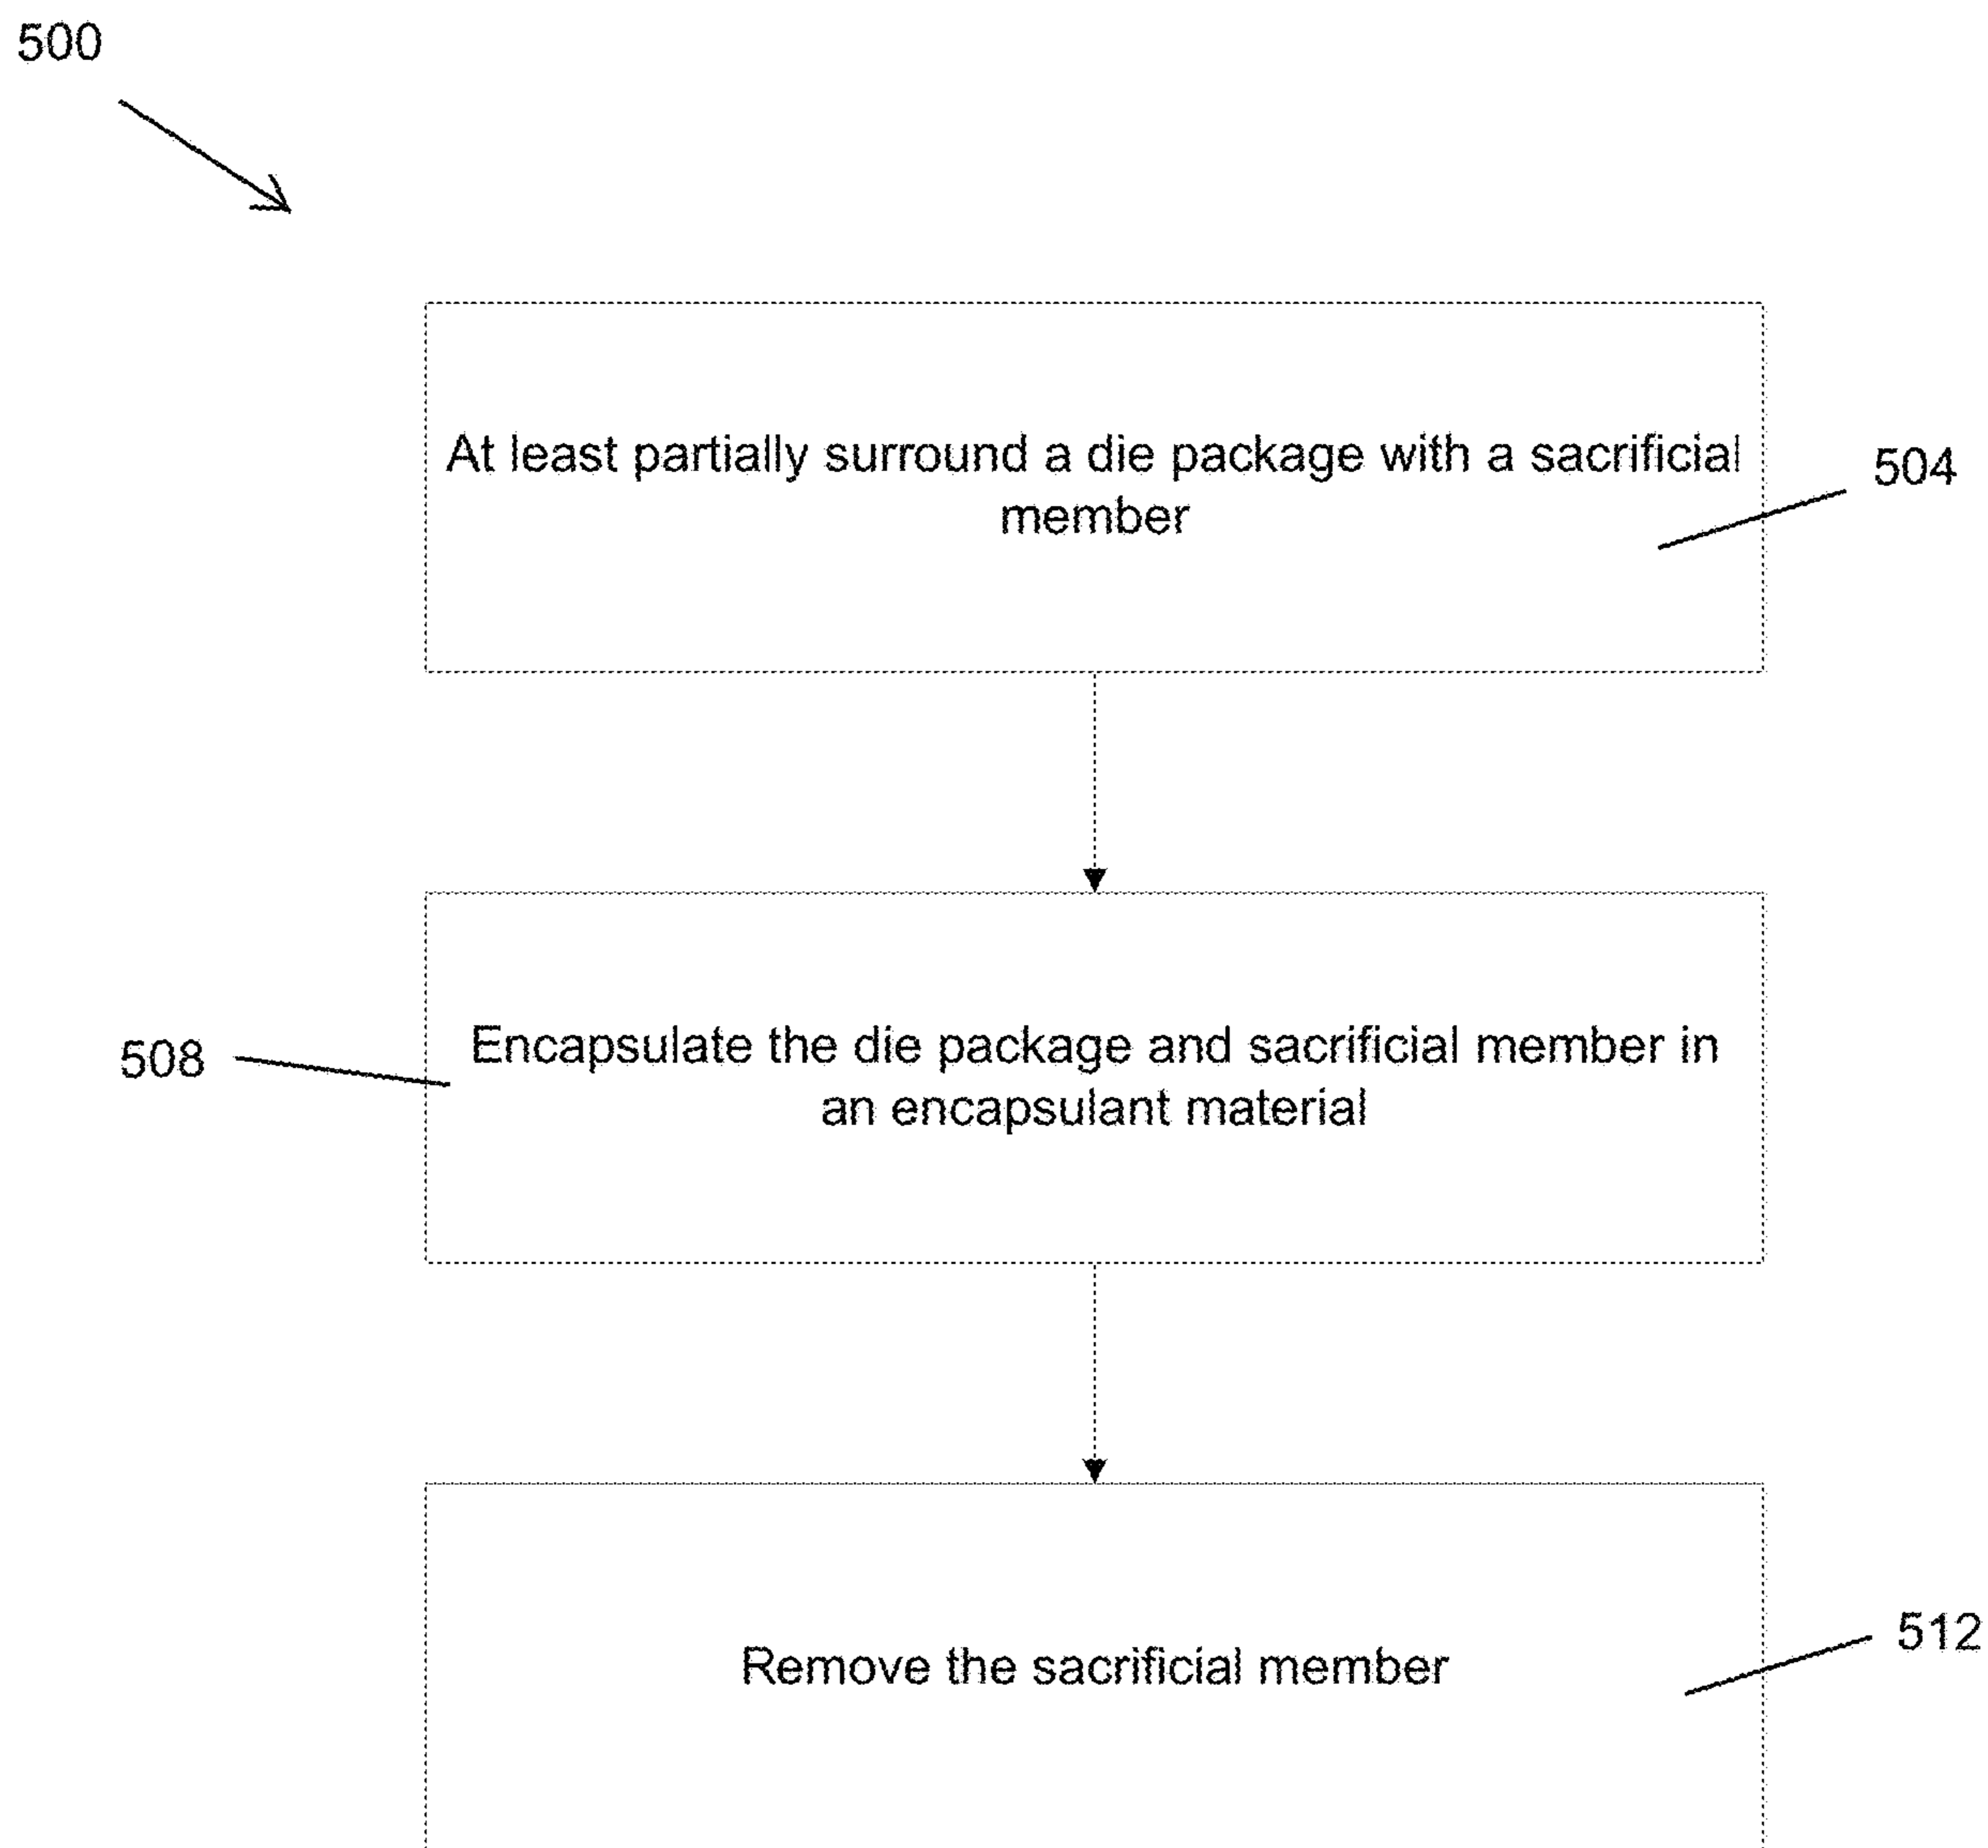 500
At least partially surround a die package with a sacrificial
member
504
508
Encapsulate the die package and sacrificial member in
an encapsulant material
Remove the sacrificial member
512